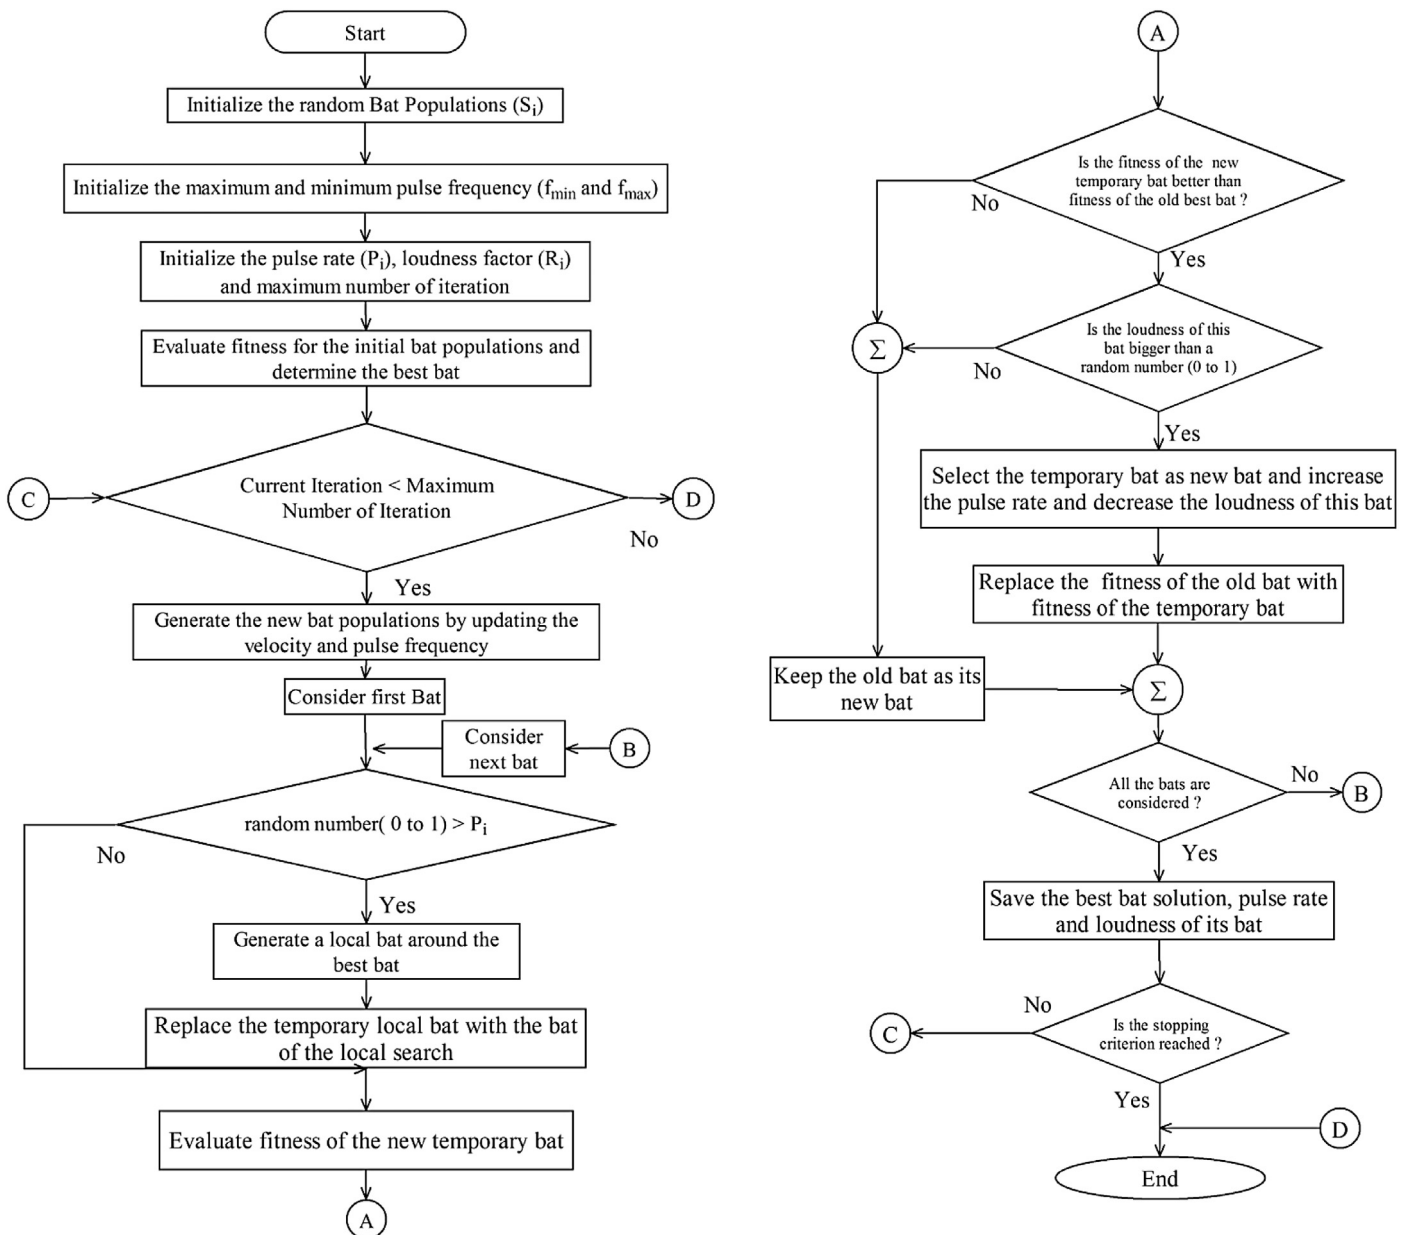 Start
Initialize the random Bat Populations (Si)
Initialize the maximum and minimum pulse frequency (fmin and fmax)
Initialize the pulse rate (Pi), loudness factor (Ri)
and maximum number of iteration
Evaluate fitness for the initial bat populations and
determine the best bat
C
Current Iteration < Maximum
Number of Iteration
D
No
Yes
Generate the new bat populations by updating the
velocity and pulse frequency
Consider first Bat
Consider
next bat
B
random number( 0 to 1) > Pi
No
Yes
Generate a local bat around the
best bat
Replace the temporary local bat with the bat
of the local search
Evaluate fitness of the new temporary bat
A
A
Is the fitness of the new
temporary bat better than
fitness of the old best bat ?
No
Yes
Is the loudness of this
bat bigger than a
random number (0 to 1)
Σ
No
Yes
Select the temporary bat as new bat and increase
the pulse rate and decrease the loudness of this bat
Replace the fitness of the old bat with
fitness of the temporary bat
Keep the old bat as its
new bat
Σ
All the bats are
considered ?
No
B
Yes
Save the best bat solution, pulse rate
and loudness of its bat
No
C
Is the stopping
criterion reached ?
Yes
D
End